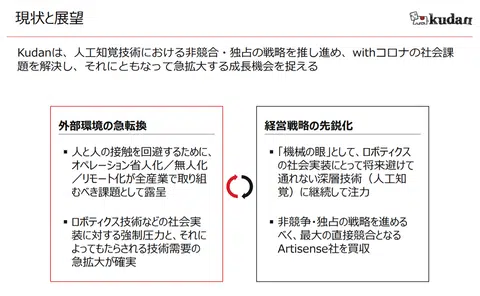 現状と展望
kudan
Kudanは、人工知覚技術における非競合・独占の戦略を推し進め、withコロナの社会課
題を解決し、それにともなって急拡大する成長機会を捉える
外部環境の急転換
▪ 人と人の接触を回避するために、
オペレーション省人化／無人化
／リモート化が全産業で取り組
むべき課題として露呈
▪ ロボティクス技術などの社会実
装に対する強制圧力と、それに
よってもたらされる技術需要の
急拡大が確実
経営戦略の先鋭化
▪ 「機械の眼」として、ロボティクス
の社会実装にとって将来避けて
通れない深層技術（人工知
覚）に継続して注力
▪ 非競争・独占の戦略を進める
べく、最大の直接競合となる
Artisense社を買収